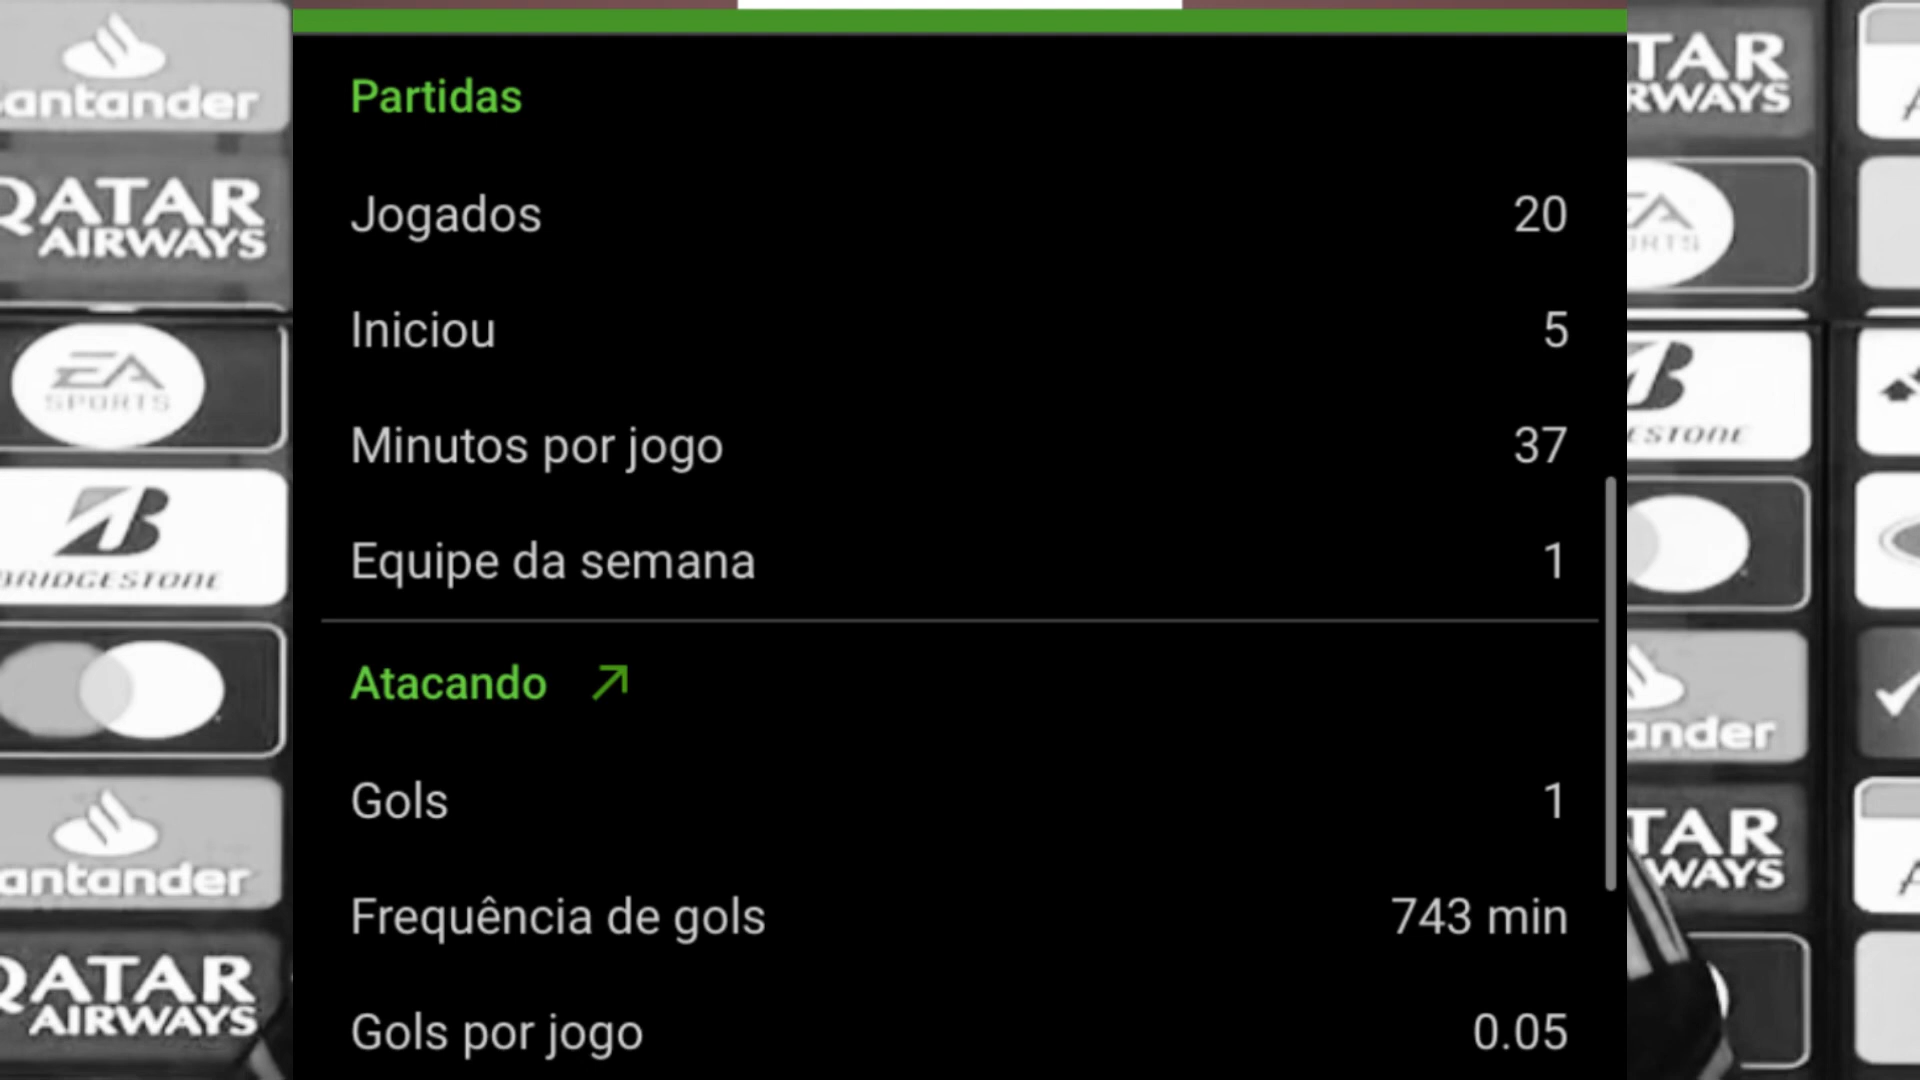 Partidas
Jogados 20
Iniciou 5
Minutos por jogo 37
Equipe da semana 1
Atacando
Gols 1
Frequência de gols 743 min
Gols por jogo 0.05
antander
QATAR
AIRWAYS
EA
SPORTS
BRIDGESTONE
antander
QATAR
AIRWAYS
TAR
RWAYS
EA
ORTS
ESTONE
ander
TAR
WAYS